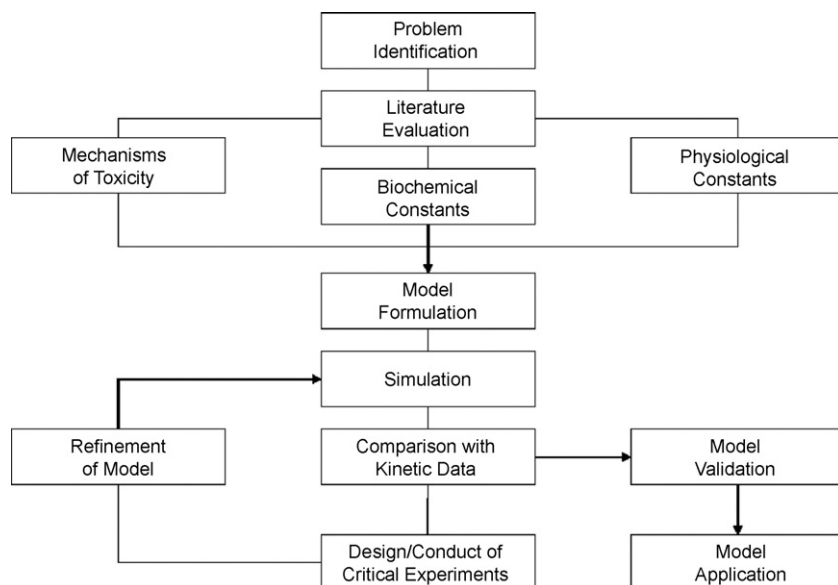 Problem
Identification
Literature
Evaluation
Mechanisms
of Toxicity
Biochemical
Constants
Physiological
Constants
Model
Formulation
Simulation
Refinement
of Model
Comparison with
Kinetic Data
Model
Validation
Design/Conduct of
Critical Experiments
Model
Application